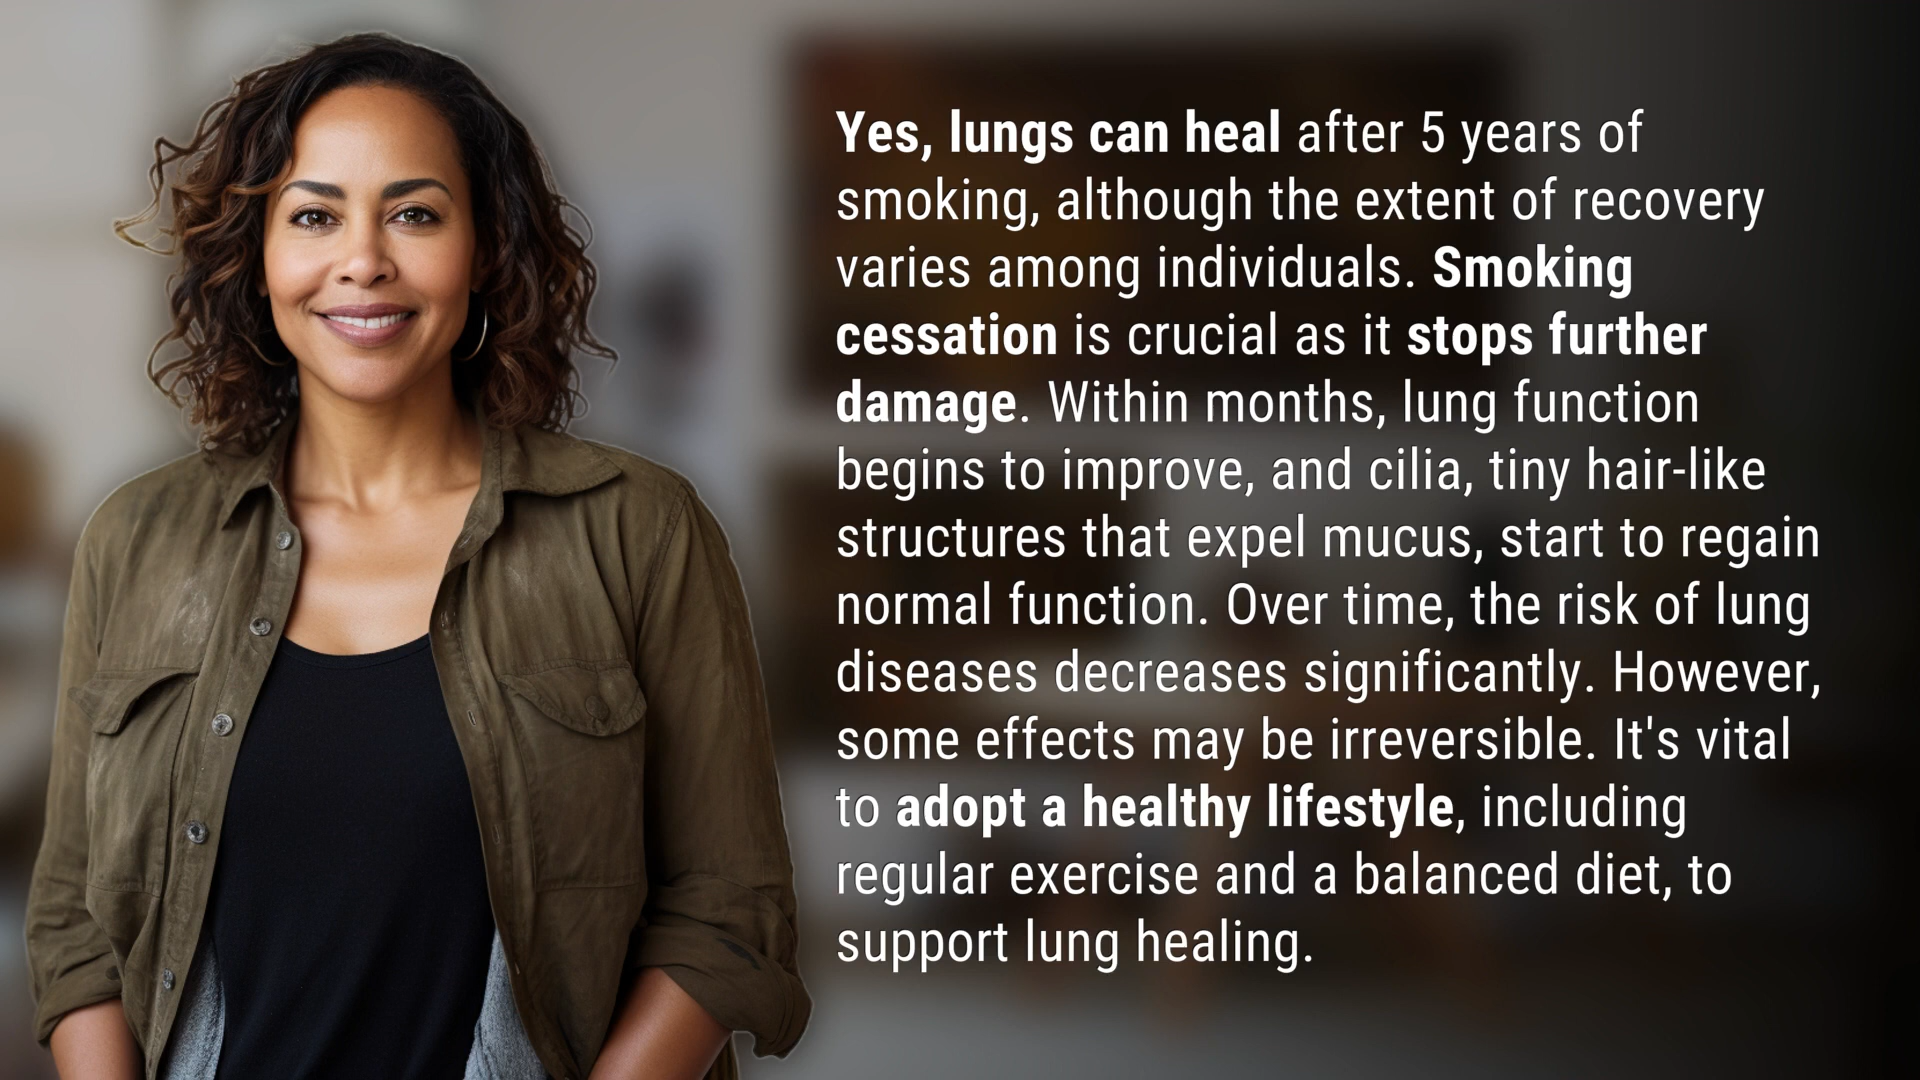 Yes, lungs can heal after 5 years of
smoking, although the extent of recovery
varies among individuals. Smoking
cessation is crucial as it stops further
damage. Within months, lung function
begins to improve, and cilia, tiny hair-like
structures that expel mucus, start to regain
normal function. Over time, the risk of lung
diseases decreases significantly. However,
some effects may be irreversible. It's vital
to adopt a healthy lifestyle, including
regular exercise and a balanced diet, to
support lung healing.